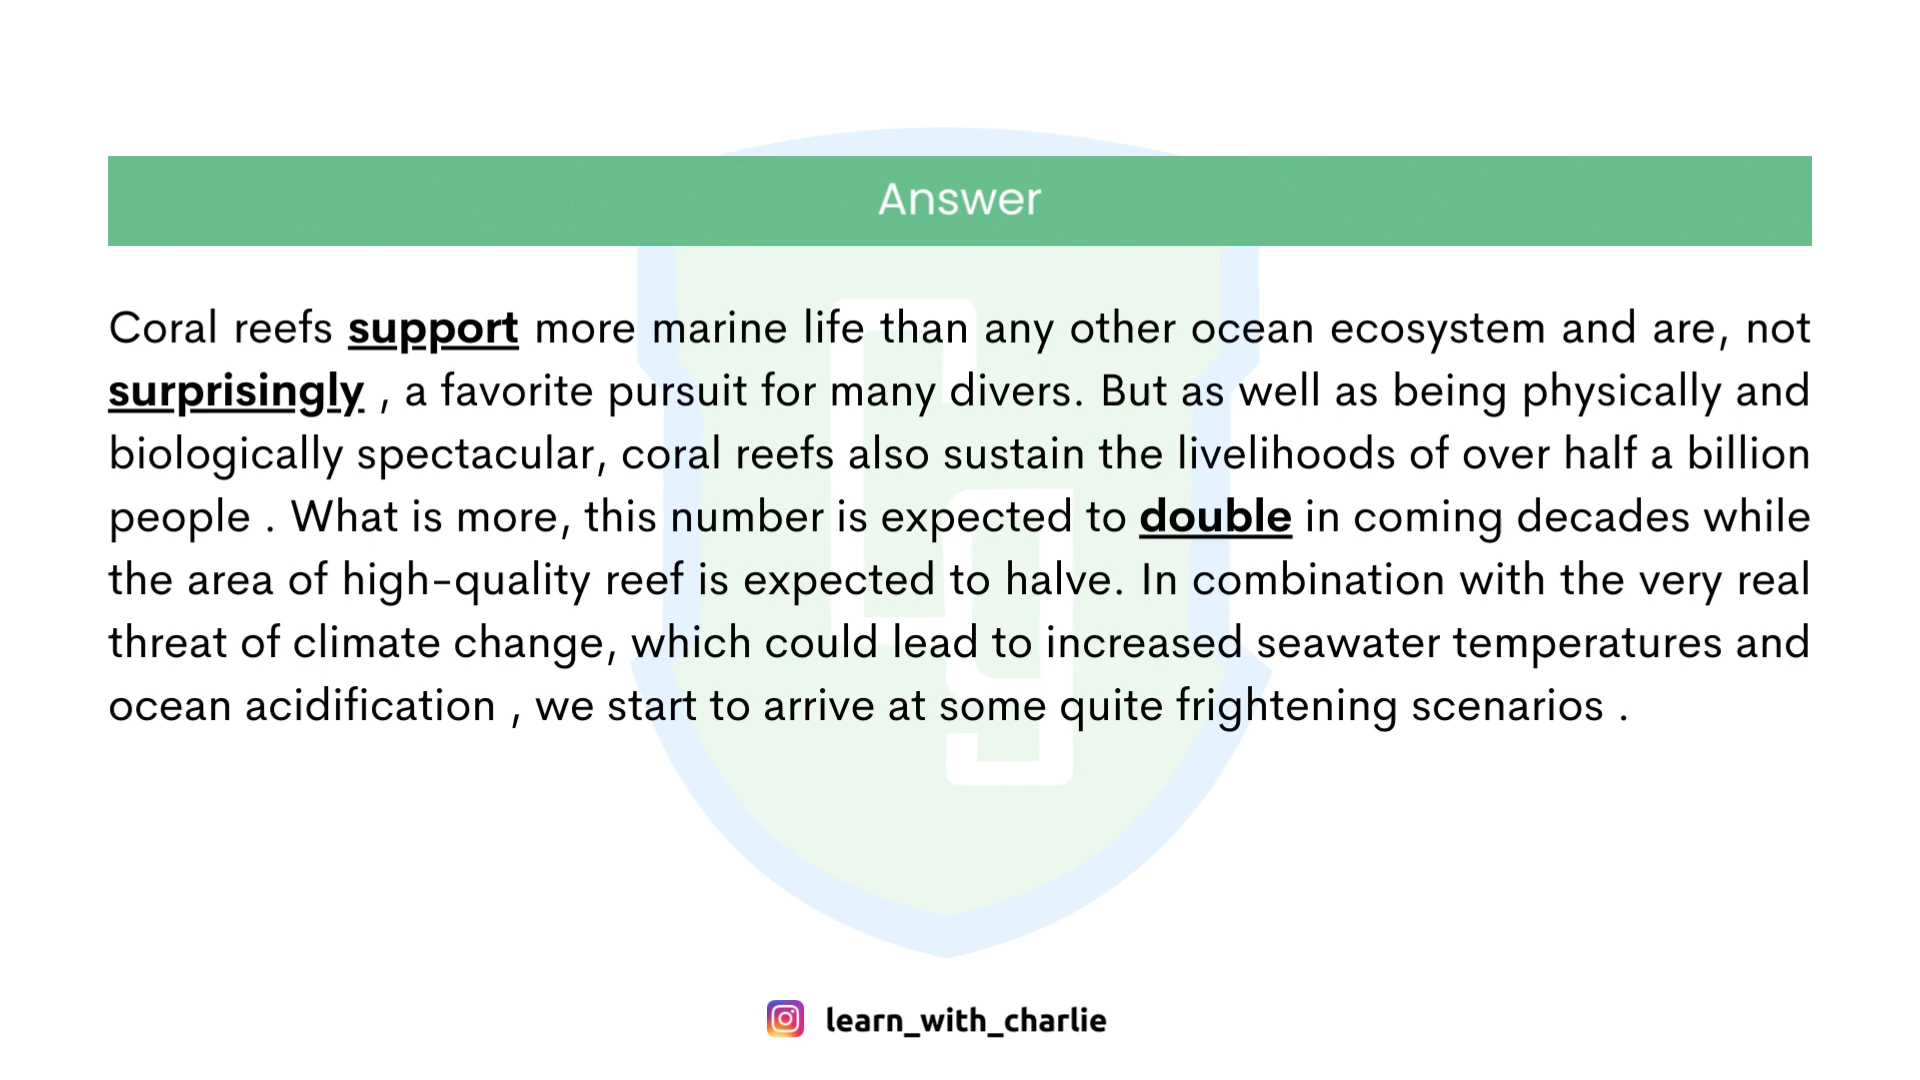 Answer
Coral reefs support more marine life than any other ocean ecosystem and are, not
surprisingly , a favorite pursuit for many divers. But as well as being physically and
biologically spectacular, coral reefs also sustain the livelihoods of over half a billion
people . What is more, this number is expected to double in coming decades while
the area of high-quality reef is expected to halve. In combination with the very real
threat of climate change, which could lead to increased seawater temperatures and
ocean acidification , we start to arrive at some quite frightening scenarios .
learn_with_charlie